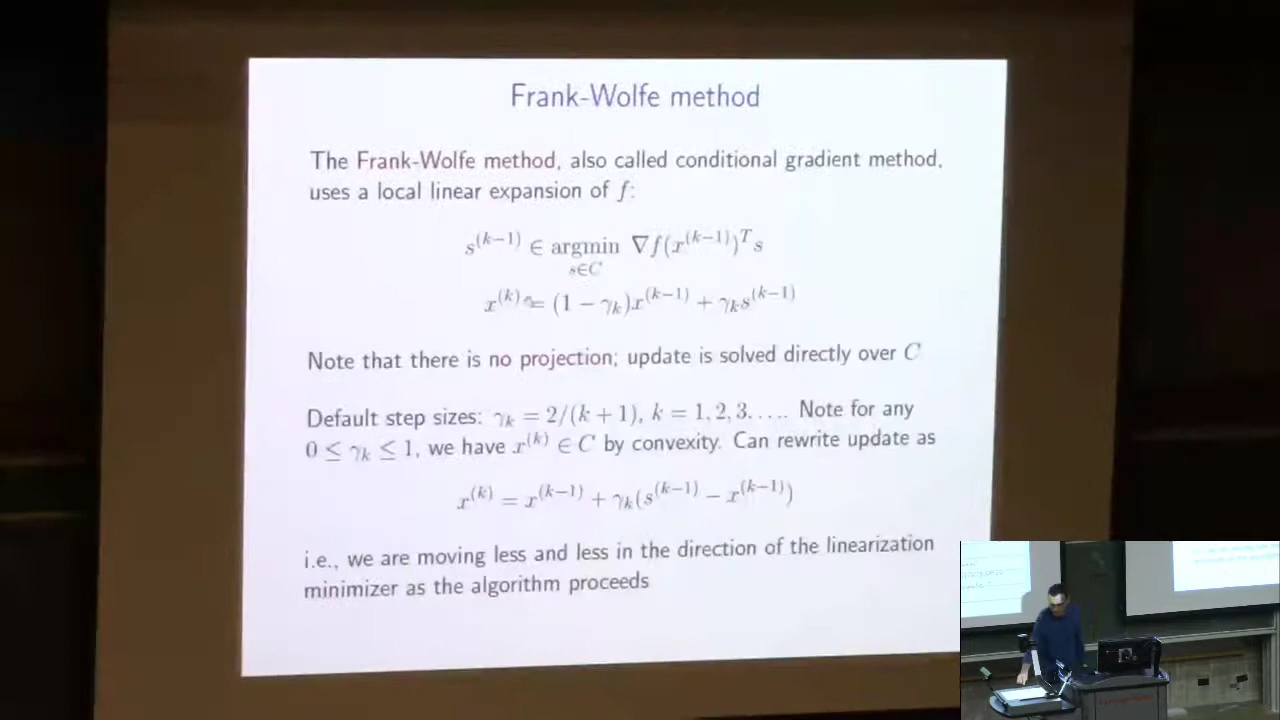 Frank-Wolfe method
The Frank-Wolfe method, also called conditional gradient method,
uses a local linear expansion of f:
s^{(k−1)} ∈ argmin_{s∈C} ∇f(x^{(k−1)})^T s
x^{(k)} = (1 − γ_k)x^{(k−1)} + γ_k s^{(k−1)}
Note that there is no projection; update is solved directly over C
Default step sizes: γ_k = 2/(k + 1), k = 1, 2, 3, . . .. Note for any
0 ≤ γ_k ≤ 1, we have x^{(k)} ∈ C by convexity. Can rewrite update as
x^{(k)} = x^{(k−1)} + γ_k(s^{(k−1)} − x^{(k−1)})
i.e., we are moving less and less in the direction of the linearization
minimizer as the algorithm proceeds